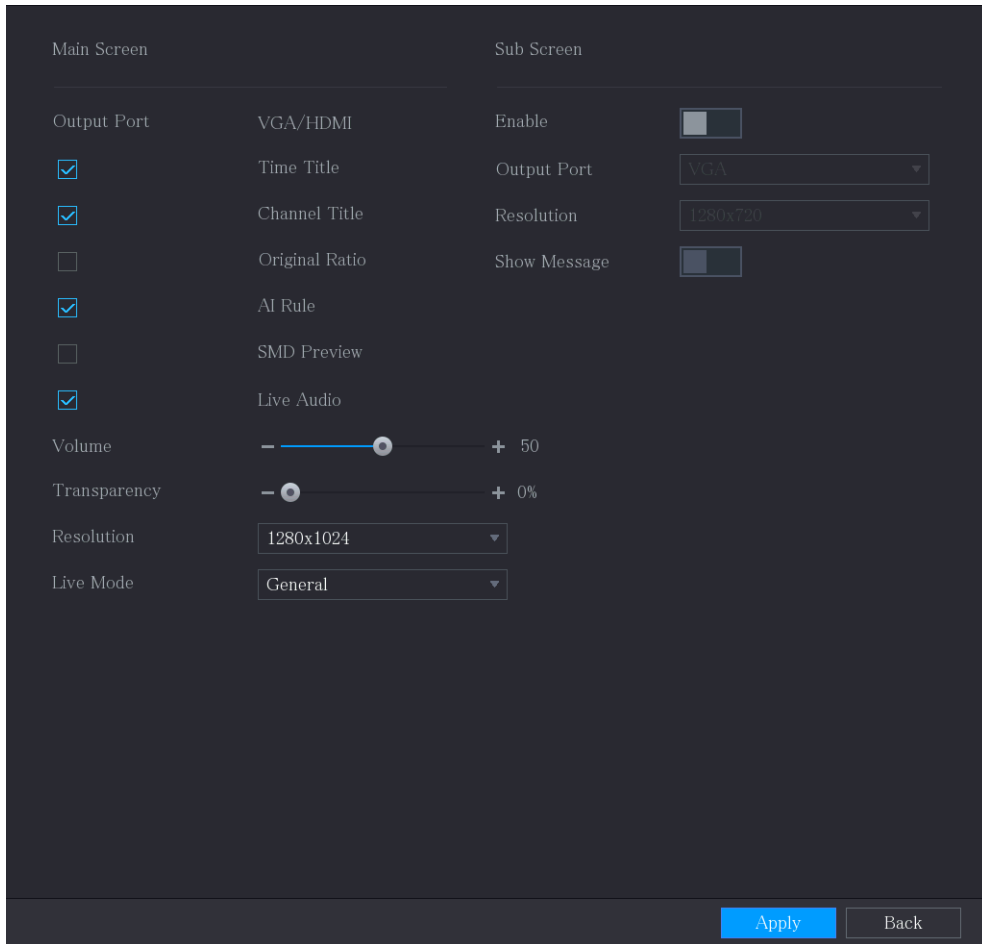 Main Screen
Sub Screen
Output Port VGA/HDMI
Enable
Time Title
Output Port VGA
Channel Title
Resolution 1280x720
Original Ratio
Show Message
AI Rule
SMD Preview
Live Audio
Volume − + 50
Transparency − + 0%
Resolution 1280x1024
Live Mode General
Apply
Back